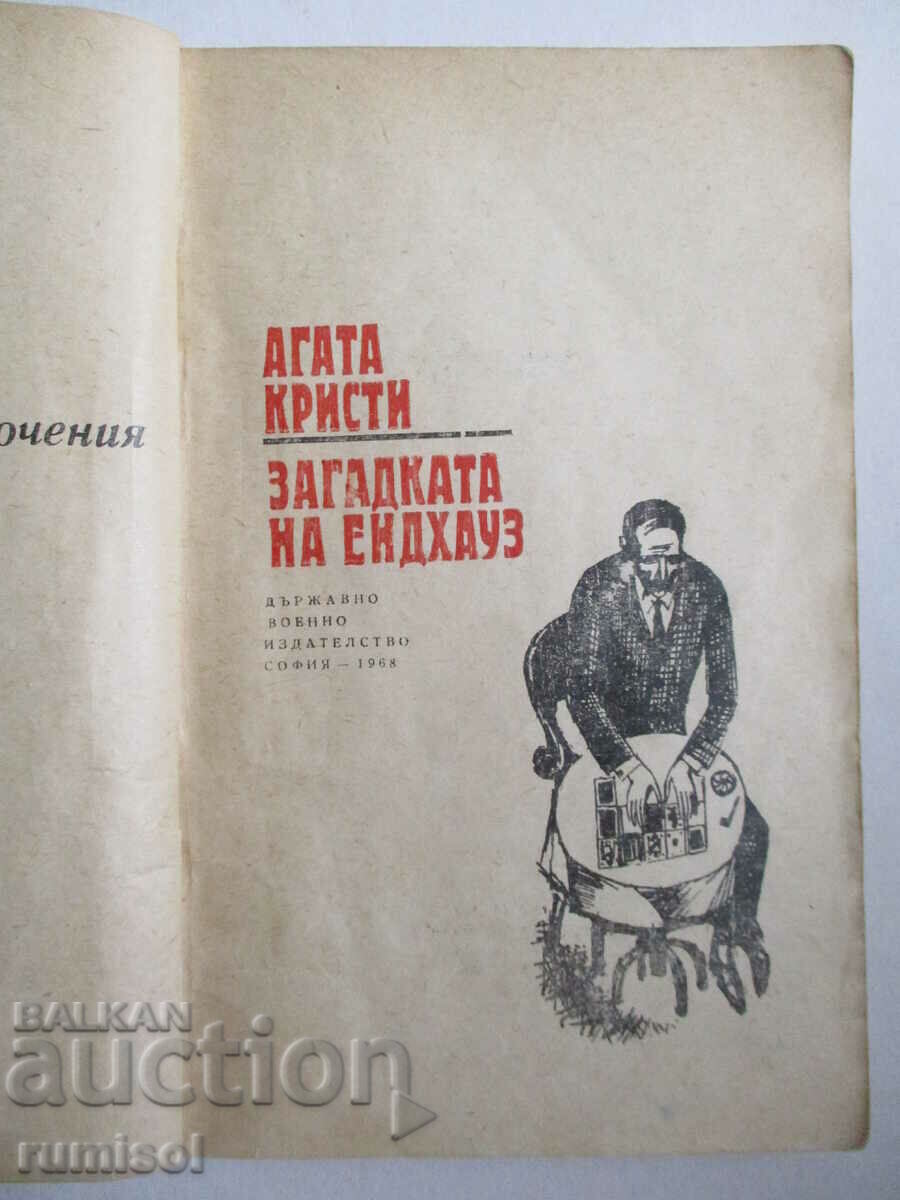 очения
АГАТА
КРИСТИ
ЗАГАДКАТА
НА ЕНДХАУЗ
ДЪРЖАВНО
ВОЕННО
ИЗДАТЕЛСТВО
СОФИЯ — 1968
BALKAN
auction
rumisol